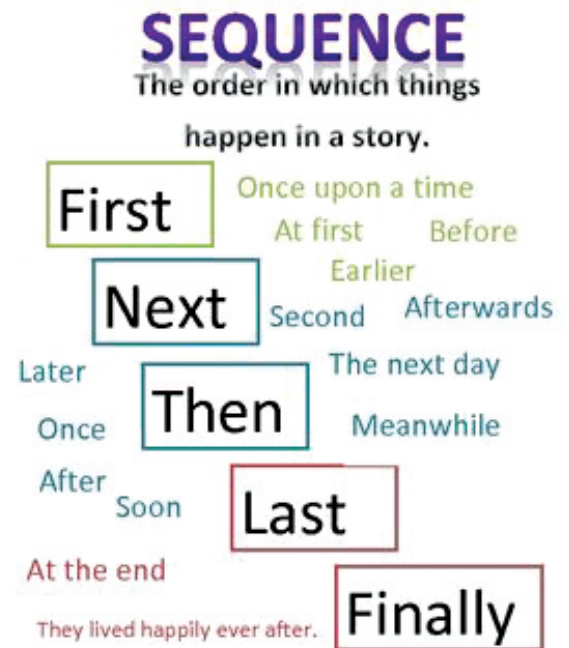 SEQUENCE
The order in which things
happen in a story.
First
Once upon a time
At first Before
Earlier
Next
Second Afterwards
Later
The next day
Then
Once
Meanwhile
After
Soon
Last
At the end
Finally
They lived happily ever after.